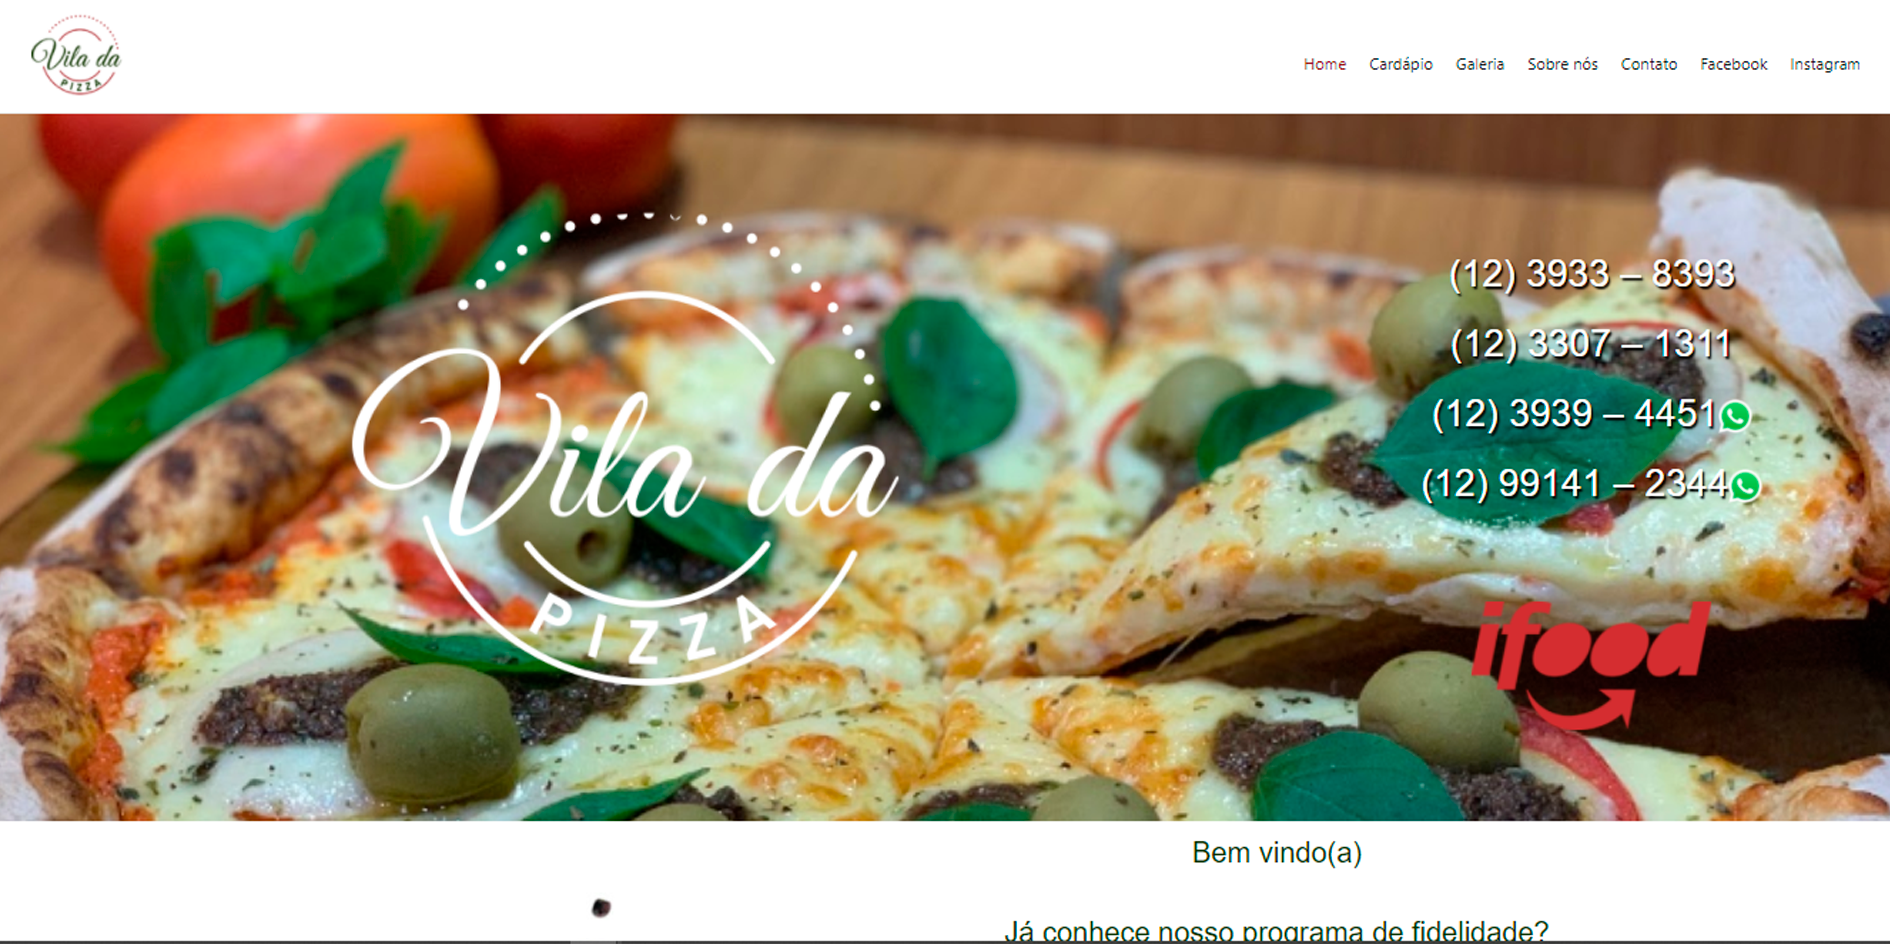 Vila da
PIZZA
Home Cardápio Galeria Sobre nós Contato Facebook Instagram
Vila da
PIZZA
(12) 3933 – 8393
(12) 3307 – 1311
(12) 3939 – 4451
(12) 99141 – 2344
ifood
Bem vindo(a)
Já conhece nosso programa de fidelidade?